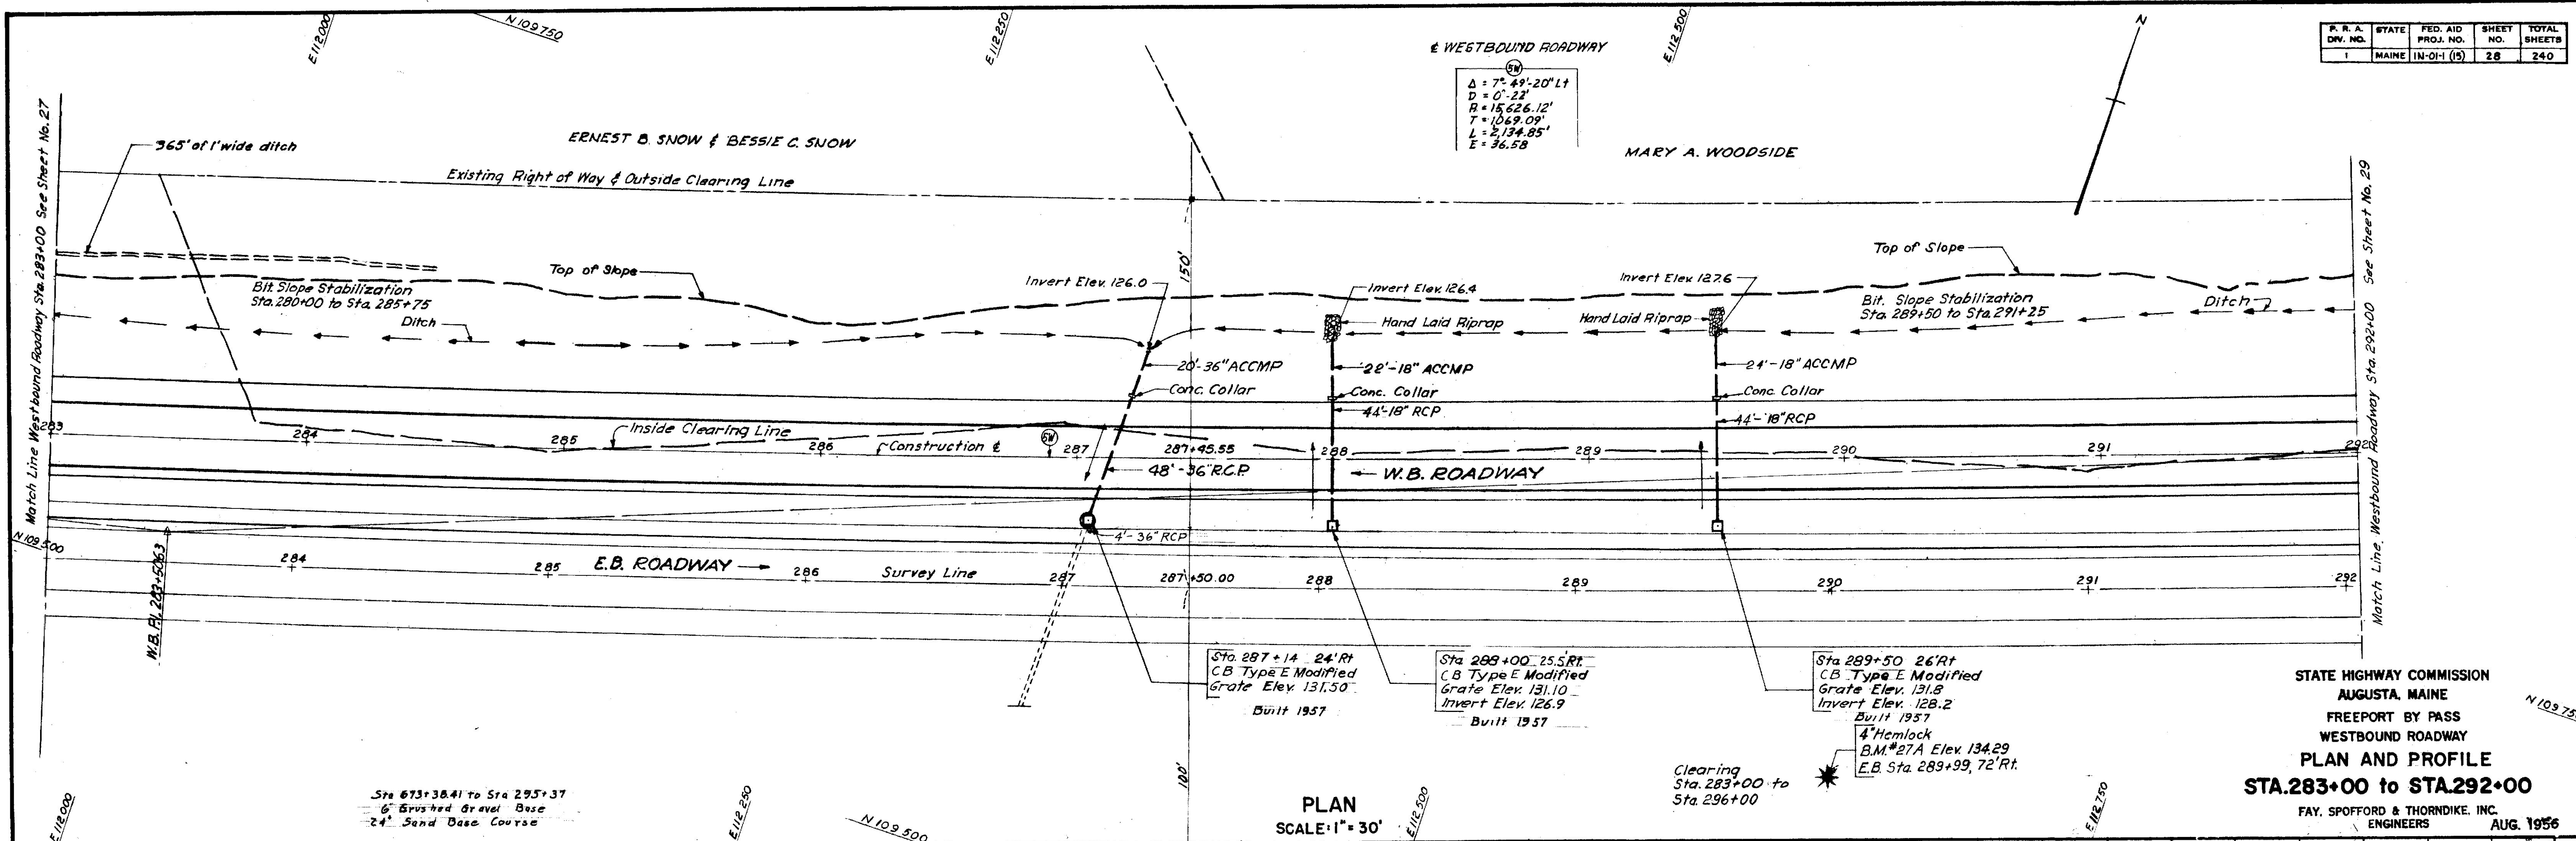 P. R. A. DIV. NO. STATE FED. AID PROJ. NO. SHEET NO. TOTAL SHEETS
1 MAINE IN-01-1 (15) 28 240
E 112000
N 109 750
E 112 250
E 112 500
N
℄ WESTBOUND ROADWAY
5W
Δ = 7°-49'-20" Lt
D = 0°-22'
R = 15,626.12'
T = 1,069.09'
L = 2,134.85'
E = 36.58
ERNEST B. SNOW & BESSIE C. SNOW
MARY A. WOODSIDE
365' of 1' wide ditch
Existing Right of Way & Outside Clearing Line
Match Line Westbound Roadway Sta. 283+00 See Sheet No. 27
Match Line Westbound Roadway Sta. 292+00 See Sheet No. 29
Top of Slope
Top of Slope
150'
Bit. Slope Stabilization
Sta. 280+00 to Sta. 285+75
Ditch
Invert Elev. 126.0
Invert Elev. 126.4
Invert Elev. 127.6
Hand Laid Riprap
Hand Laid Riprap
Bit. Slope Stabilization
Sta. 289+50 to Sta. 291+25
Ditch
20'-36" ACCMP
22'-18" ACCMP
24'-18" ACCMP
Conc. Collar
Conc. Collar
Conc. Collar
44'-18" RCP
44'-18" RCP
Inside Clearing Line
Construction ℄
5W
283 284 285 286 287 287+45.55 288 289 290 291 292
48'-36" R.C.P.
W.B. ROADWAY
N 109 500
W.B. P.I. 283+50.63
4'-36" RCP
284 285 E.B. ROADWAY 286 Survey Line 287 287+50.00 288 289 290 291 292
Sta. 287+14 24' Rt
CB Type E Modified
Grate Elev. 131.50
Built 1957
Sta 288+00 25.5' Rt.
CB Type E Modified
Grate Elev. 131.10
Invert Elev. 126.9
Built 1957
Sta 289+50 26' Rt
CB Type E Modified
Grate Elev. 131.8
Invert Elev. 128.2
Built 1957
4" Hemlock
B.M. #27A Elev. 134.29
E.B. Sta. 289+99, 72' Rt.
Clearing
Sta. 283+00 to
Sta. 296+00
100'
Sta 673+38.41 to Sta 295+37
6" Crushed Gravel Base
24" Sand Base Course
E 112000
E 112 250
N 109 500
E 112 500
E 112 750
N 109 75
PLAN
SCALE: 1" = 30'
STATE HIGHWAY COMMISSION
AUGUSTA, MAINE
FREEPORT BY PASS
WESTBOUND ROADWAY
PLAN AND PROFILE
STA. 283+00 to STA. 292+00
FAY, SPOFFORD & THORNDIKE, INC.
ENGINEERS AUG. 1956